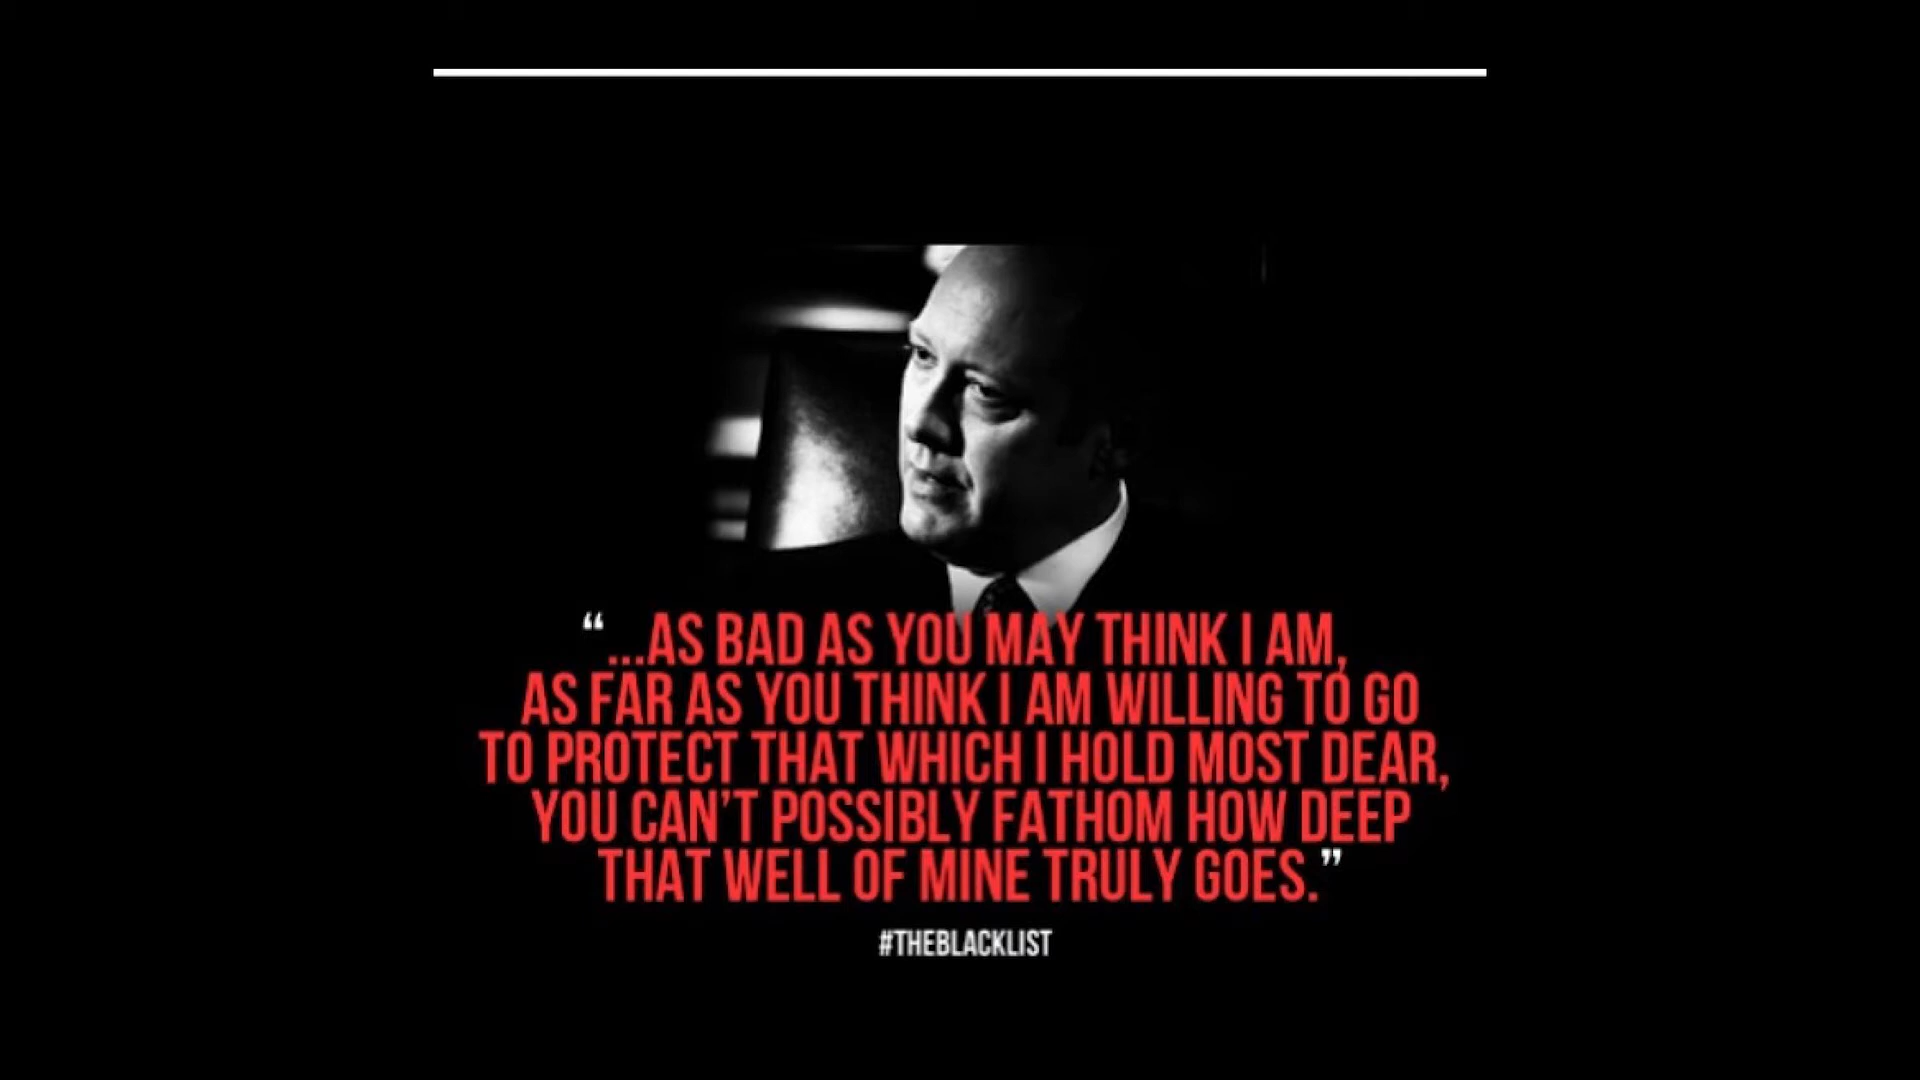 “...AS BAD AS YOU MAY THINK I AM,
AS FAR AS YOU THINK I AM WILLING TO GO
TO PROTECT THAT WHICH I HOLD MOST DEAR,
YOU CAN’T POSSIBLY FATHOM HOW DEEP
THAT WELL OF MINE TRULY GOES.”
#THEBLACKLIST